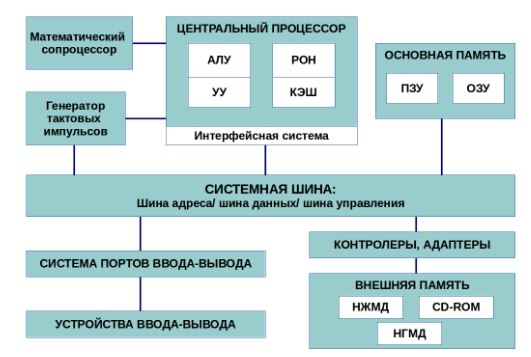 Математический
сопроцессор
ЦЕНТРАЛЬНЫЙ ПРОЦЕССОР
АЛУ
РОН
УУ
КЭШ
Интерфейсная система
ОСНОВНАЯ ПАМЯТЬ
ПЗУ
ОЗУ
Генератор
тактовых
импульсов
СИСТЕМНАЯ ШИНА:
Шина адреса/ шина данных/ шина управления
СИСТЕМА ПОРТОВ ВВОДА-ВЫВОДА
УСТРОЙСТВА ВВОДА-ВЫВОДА
КОНТРОЛЕРЫ, АДАПТЕРЫ
ВНЕШНЯЯ ПАМЯТЬ
НЖМД
CD-ROM
НГМД